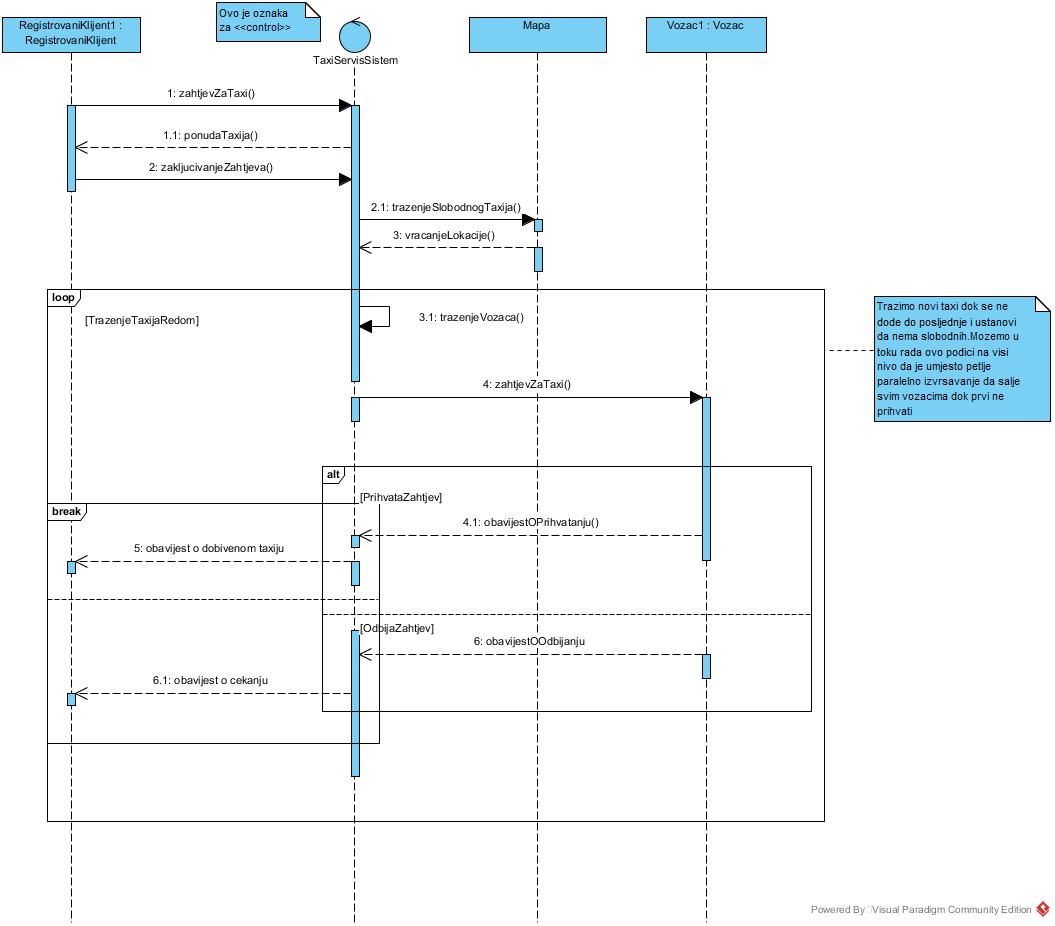 RegistrovaniKlijent1 :
RegistrovaniKlijent
Ovo je oznaka
za <<control>>
TaxiServisSistem
Mapa
Vozac1 : Vozac
1: zahtjevZaTaxi()
1.1: ponudaTaxija()
2: zakljucivanjeZahtjeva()
2.1: trazenjeSlobodnogTaxija()
3: vracanjeLokacije()
loop
[TrazenjeTaxijaRedom]
3.1: trazenjeVozaca()
Trazimo novi taxi dok se ne
dode do posljednje i ustanovi
da nema slobodnih.Mozemo u
toku rada ovo podici na visi
nivo da je umjesto petlje
paralelno izvrsavanje da salje
svim vozacima dok prvi ne
prihvati
4: zahtjevZaTaxi()
alt
[PrihvataZahtjev]
break
4.1: obavijestOPrihvatanju()
5: obavijest o dobivenom taxiju
[OdbijaZahtjev]
6: obavijestOOdbijanju
6.1: obavijest o cekanju
Powered By Visual Paradigm Community Edition